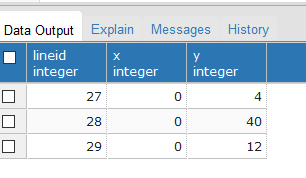 Data Output Explain Messages History
lineid x y
integer integer integer
27 0 4
28 0 40
29 0 12